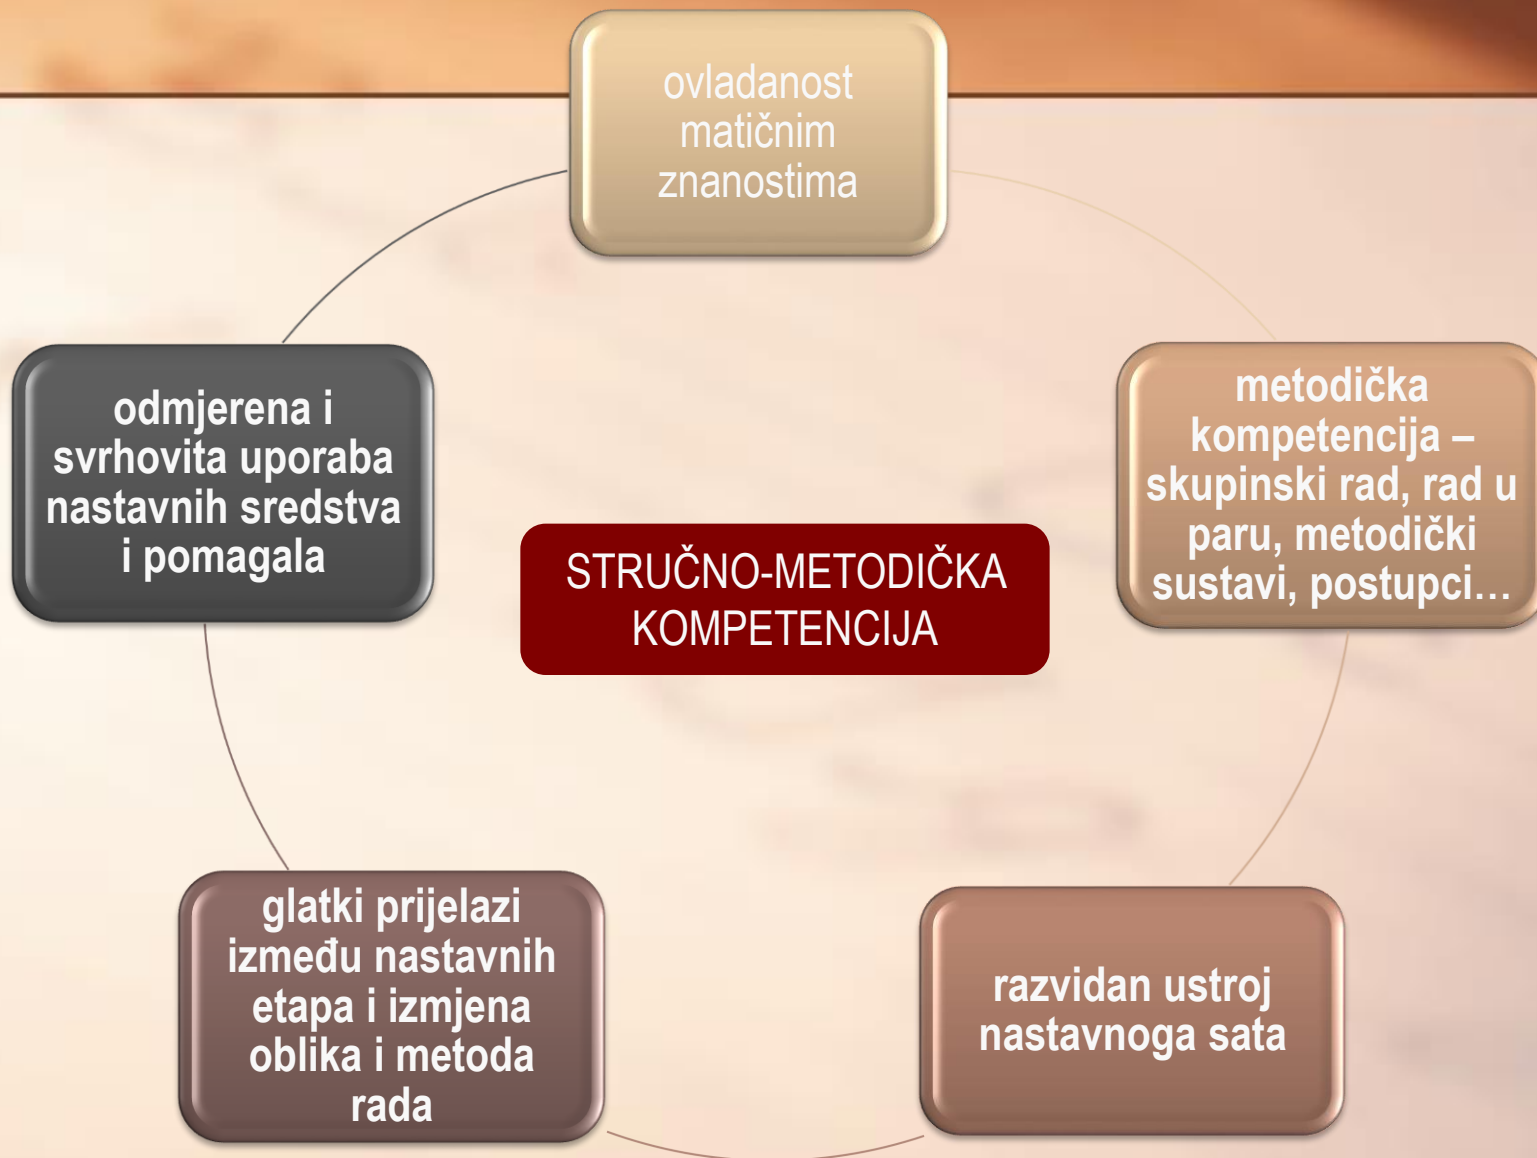 ovladanost
matičnim
znanostima
metodička
kompetencija –
skupinski rad, rad u
paru, metodički
sustavi, postupci…
razvidan ustroj
nastavnoga sata
glatki prijelazi
između nastavnih
etapa i izmjena
oblika i metoda
rada
odmjerena i
svrhovita uporaba
nastavnih sredstva
i pomagala
STRUČNO-METODIČKA
KOMPETENCIJA